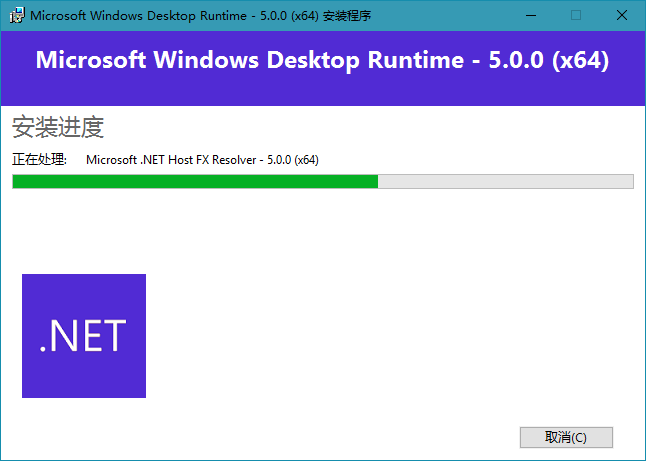 Microsoft Windows Desktop Runtime - 5.0.0 (x64) 安装程序
Microsoft Windows Desktop Runtime - 5.0.0 (x64)
安装进度
正在处理: Microsoft .NET Host FX Resolver - 5.0.0 (x64)
.NET
取消(C)